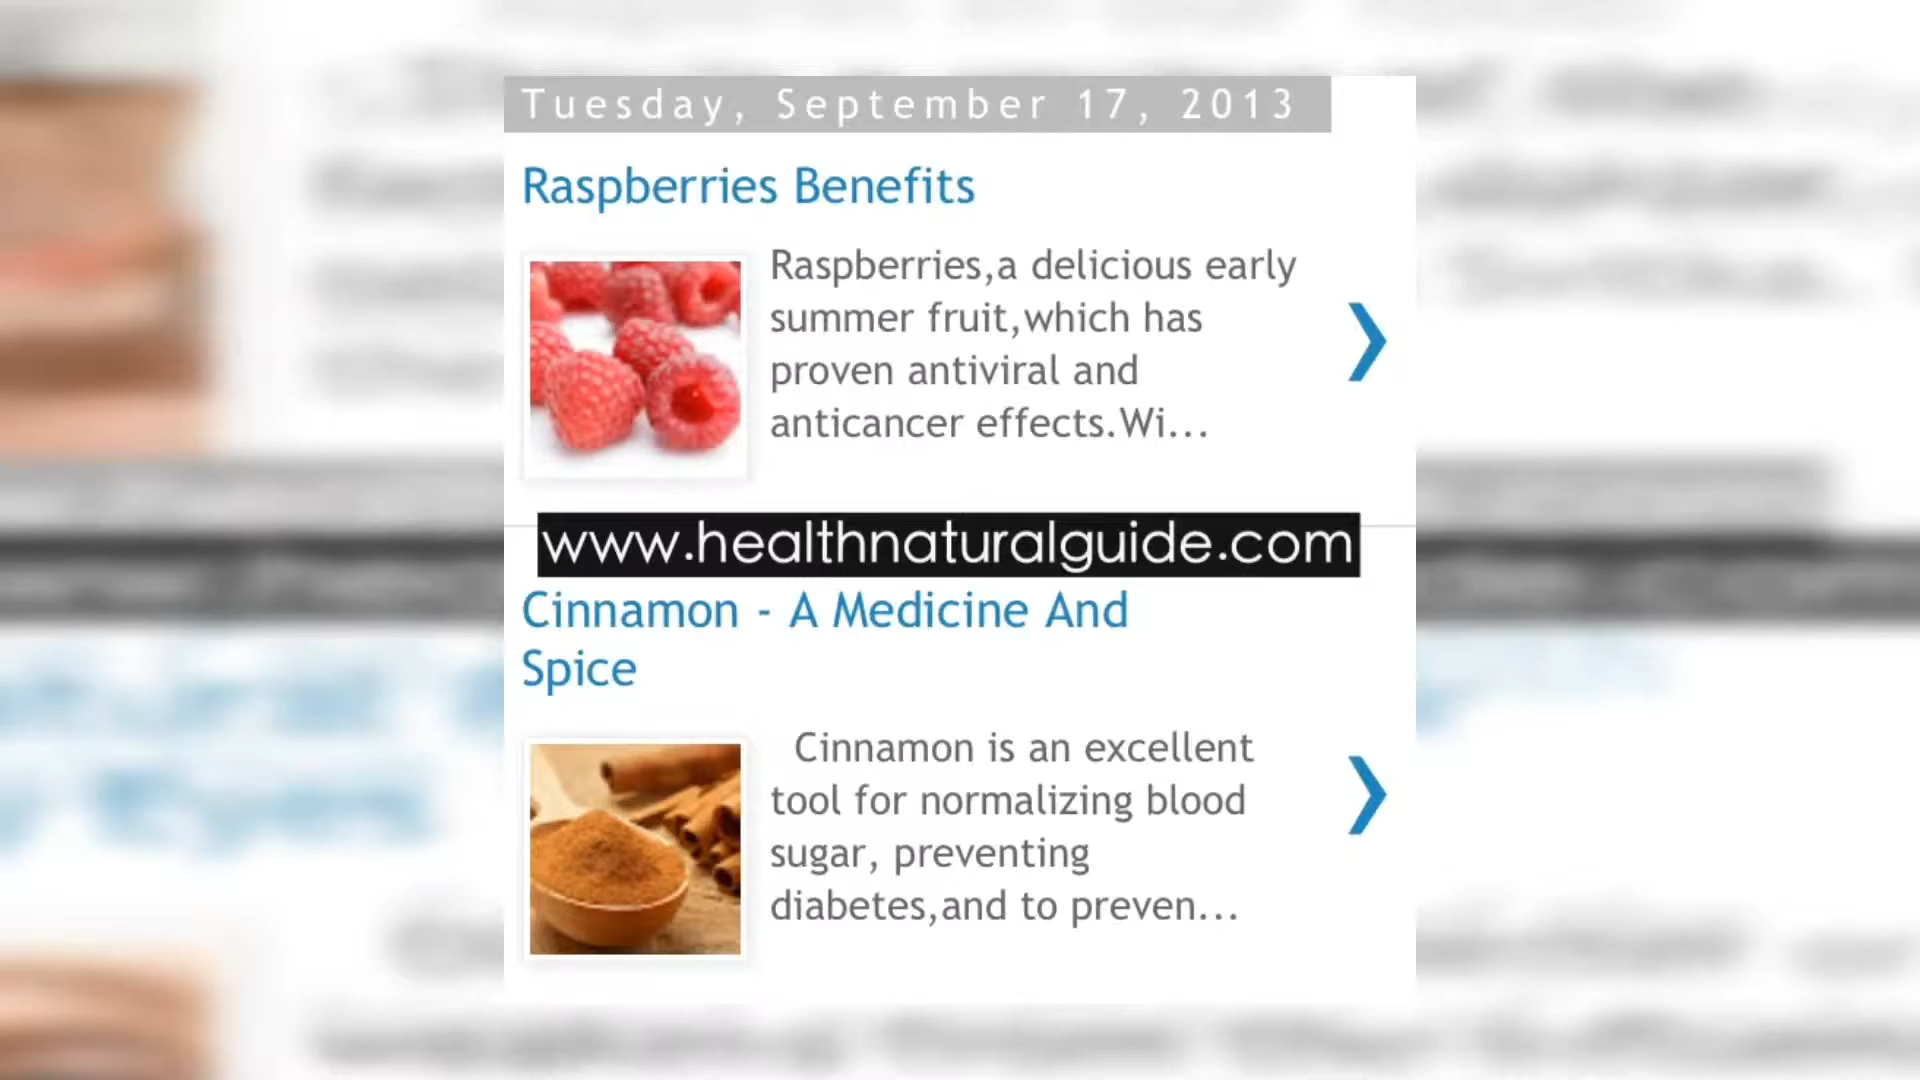 Tuesday, September 17, 2013
Raspberries Benefits
Raspberries,a delicious early
summer fruit,which has
proven antiviral and
anticancer effects.Wi...
www.healthnaturalguide.com
Cinnamon - A Medicine And
Spice
Cinnamon is an excellent
tool for normalizing blood
sugar, preventing
diabetes,and to preven...